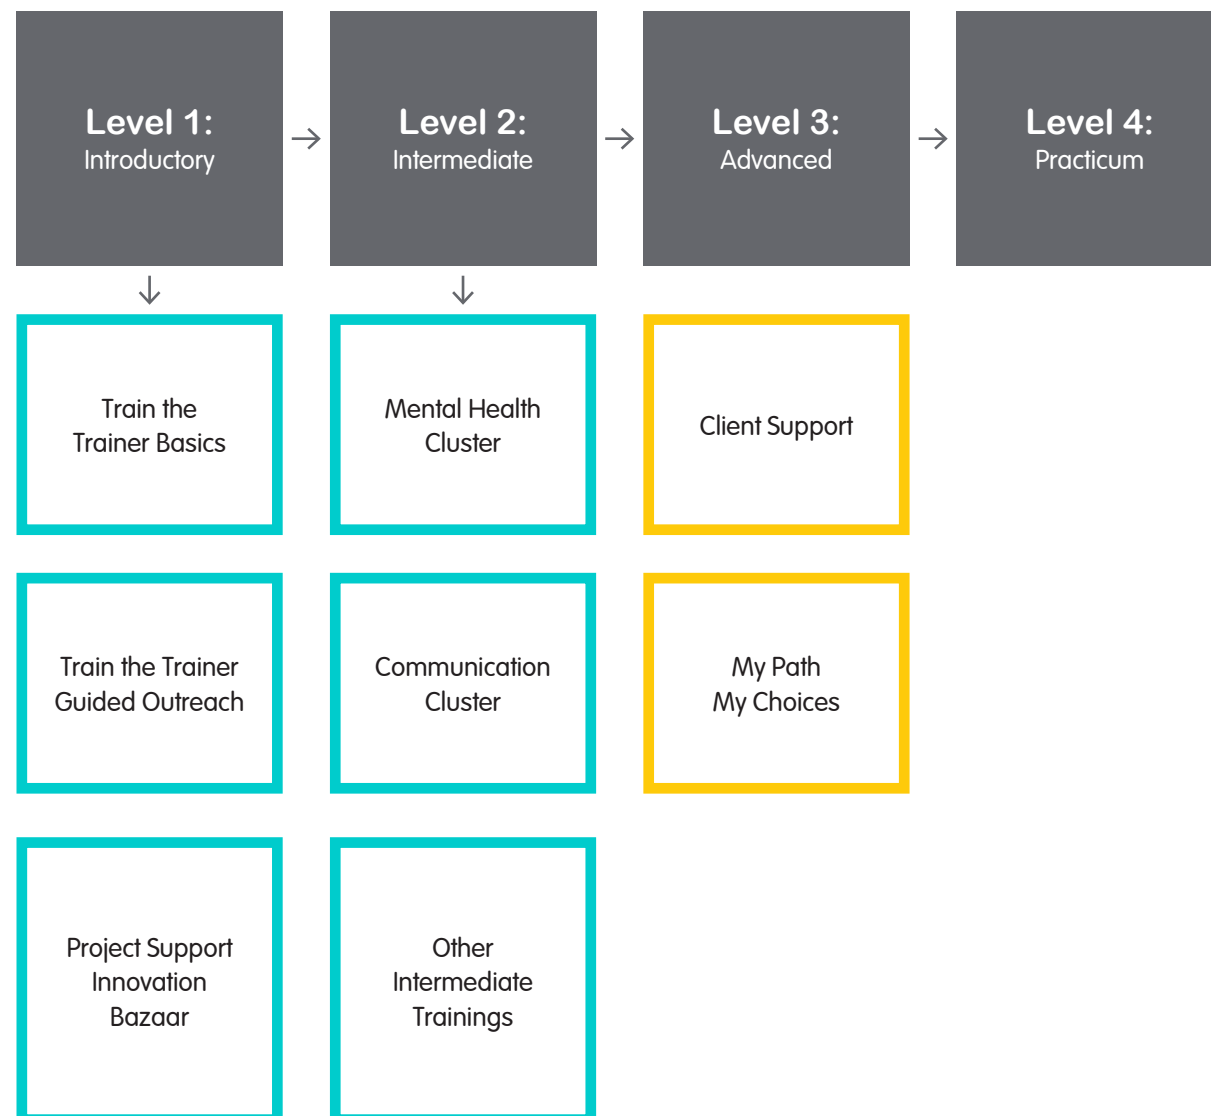 Level 1:
Introductory
Level 2:
Intermediate
Level 3:
Advanced
Level 4:
Practicum
Train the
Trainer Basics
Mental Health
Cluster
Client Support
Train the Trainer
Guided Outreach
Communication
Cluster
My Path
My Choices
Project Support
Innovation
Bazaar
Other
Intermediate
Trainings